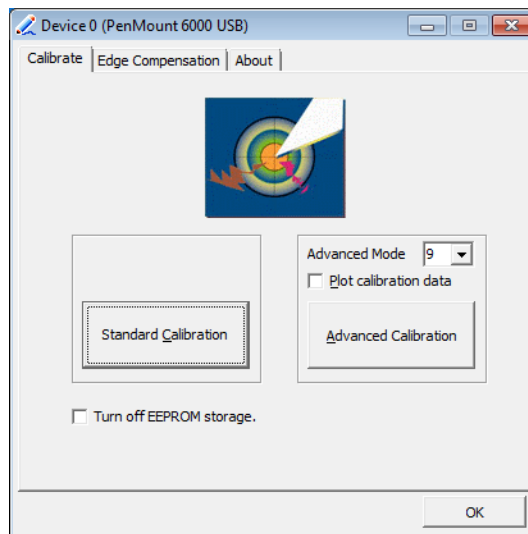 Device 0 (PenMount 6000 USB)
Calibrate Edge Compensation About
Advanced Mode 9
Plot calibration data
Standard Calibration Advanced Calibration
Turn off EEPROM storage.
OK